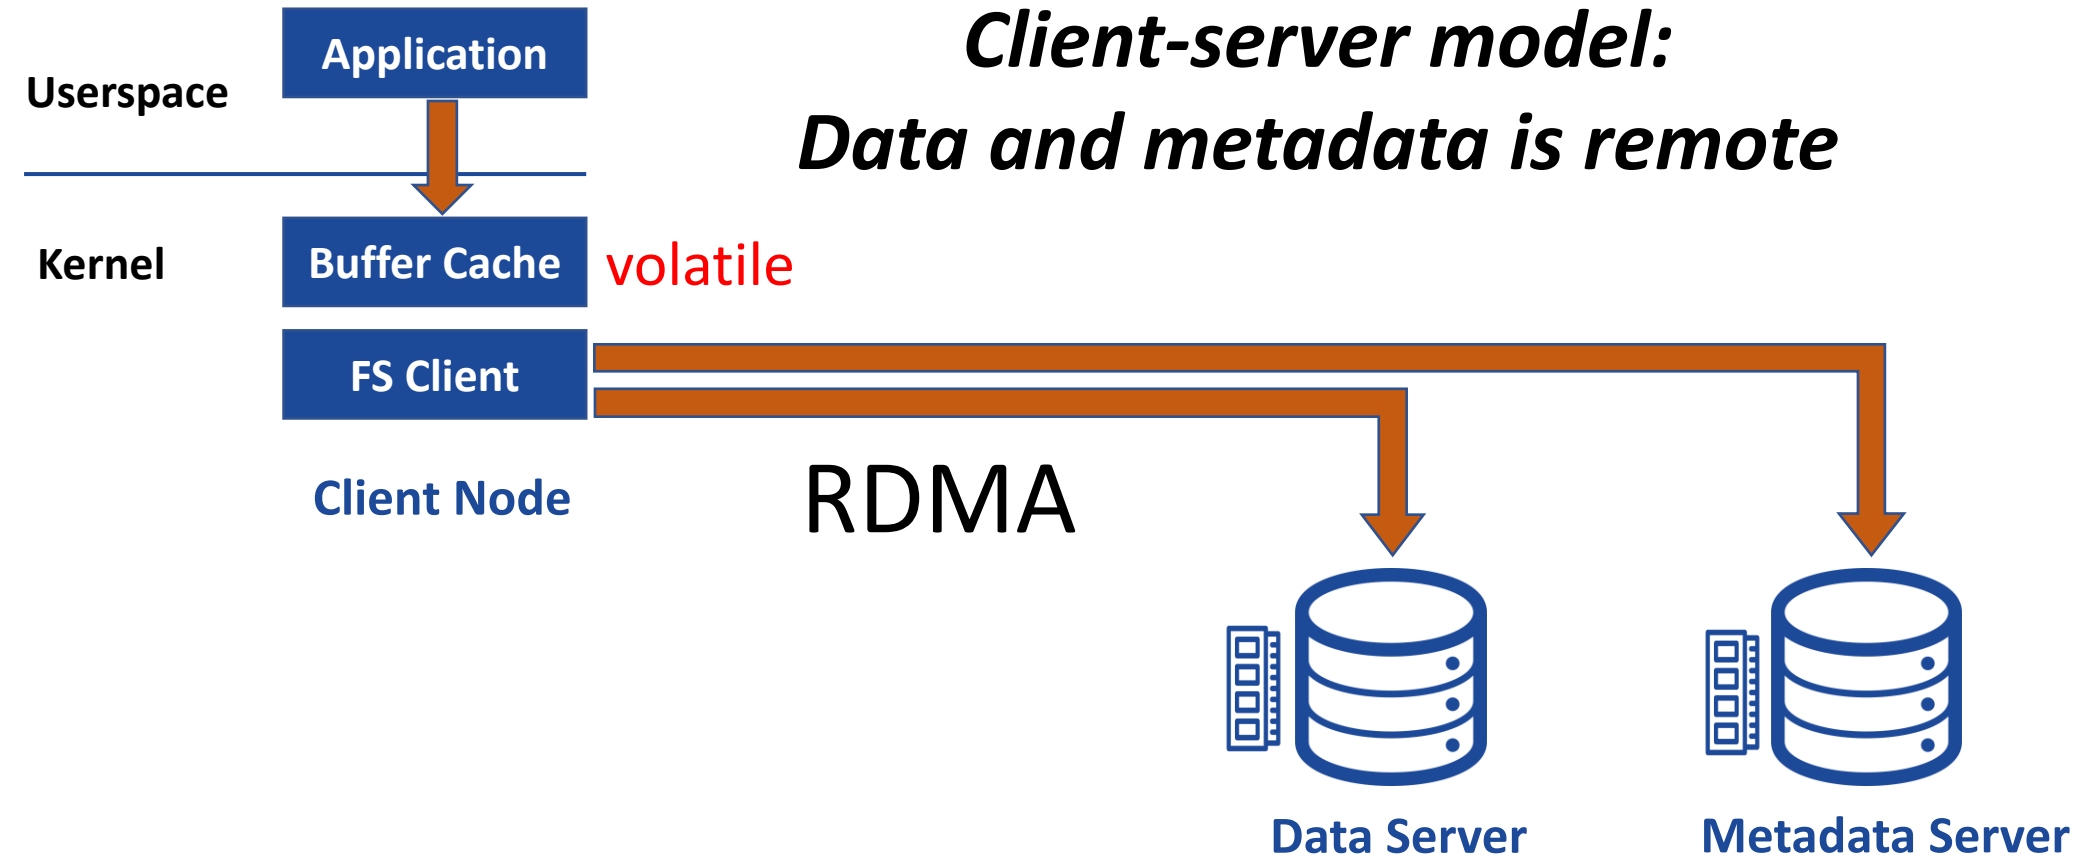 Client-server model:
Data and metadata is remote
Userspace
Application
Kernel
Buffer Cache
volatile
FS Client
Client Node
RDMA
Data Server
Metadata Server